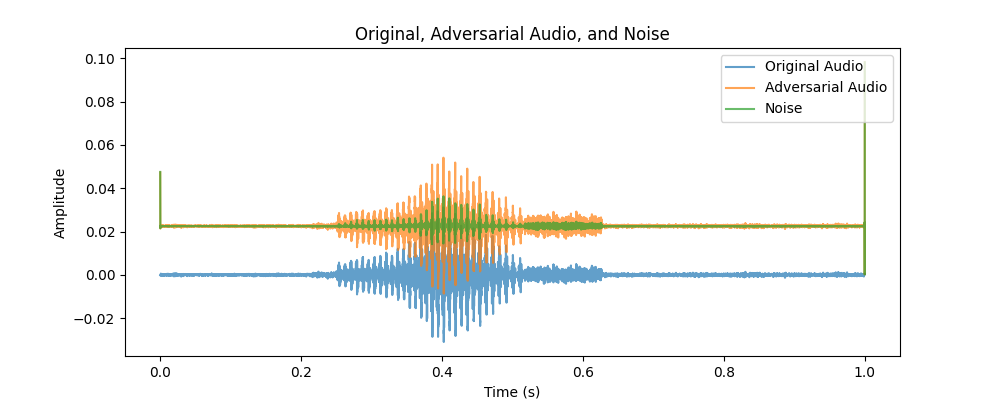 Original, Adversarial Audio, and Noise
Original Audio
Adversarial Audio
Noise
0.10
0.08
0.06
0.04
0.02
0.00
−0.02
Amplitude
0.0 0.2 0.4 0.6 0.8 1.0
Time (s)